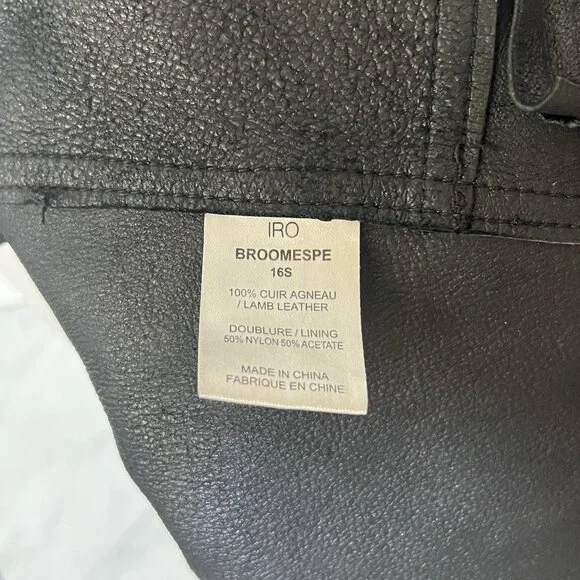 IRO
BROOMESPE
16S
100% CUIR AGNEAU
/ LAMB LEATHER
DOUBLURE / LINING
50% NYLON 50% ACETATE
MADE IN CHINA
FABRIQUE EN CHINE